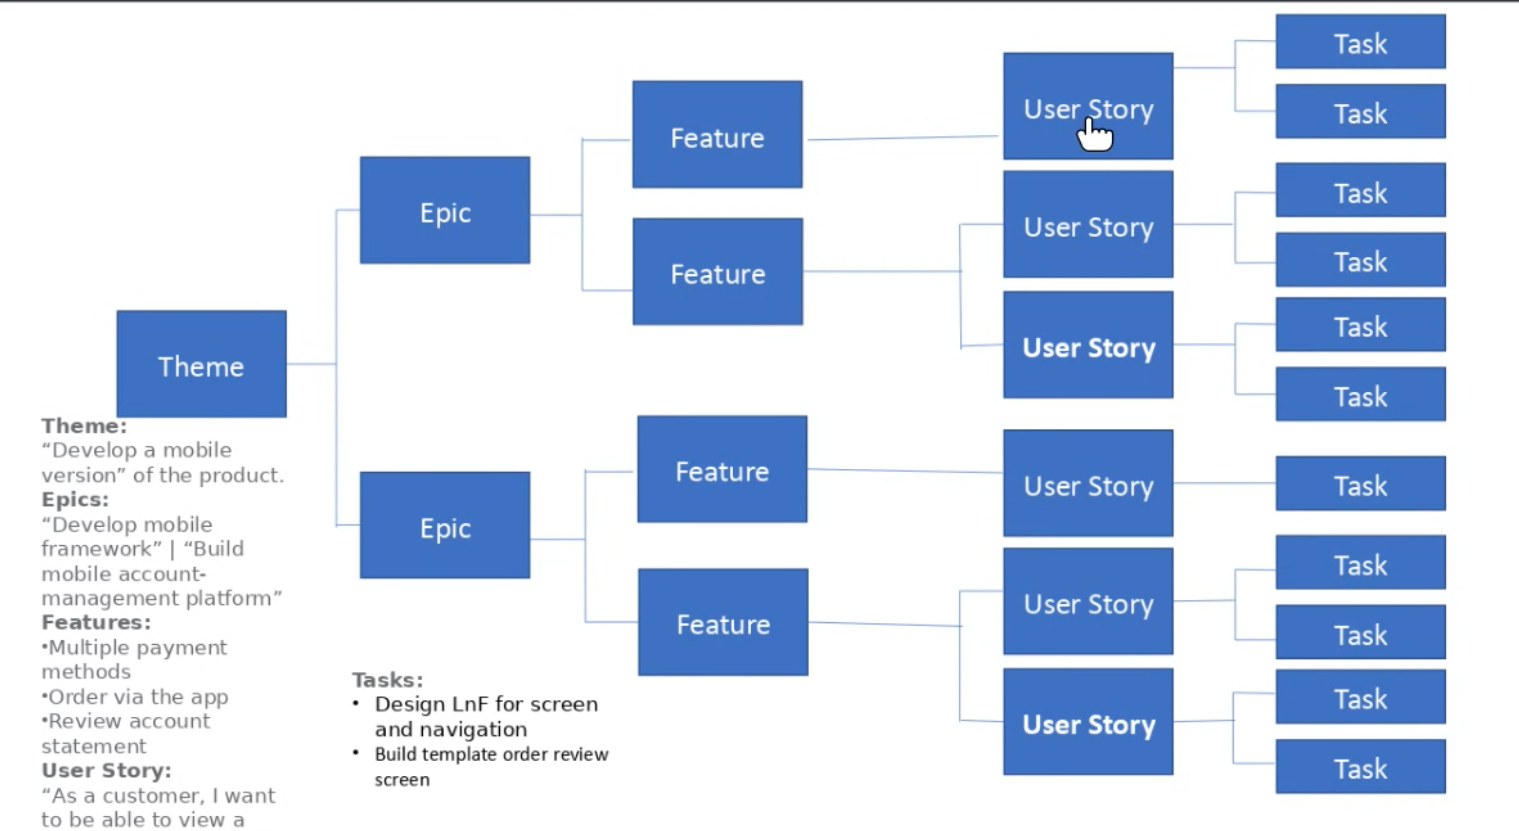 Task
User Story
Task
Feature
Task
Epic
User Story
Task
Feature
Task
User Story
Task
Theme
Theme:
“Develop a mobile
version” of the product.
Epics:
“Develop mobile
framework” | “Build
mobile account-
management platform”
Features:
•Multiple payment
methods
•Order via the app
•Review account
statement
User Story:
“As a customer, I want
to be able to view a
Epic
Feature
User Story
Task
Task
User Story
Feature
Task
Task
User Story
Task
Tasks:
• Design LnF for screen
and navigation
• Build template order review
screen